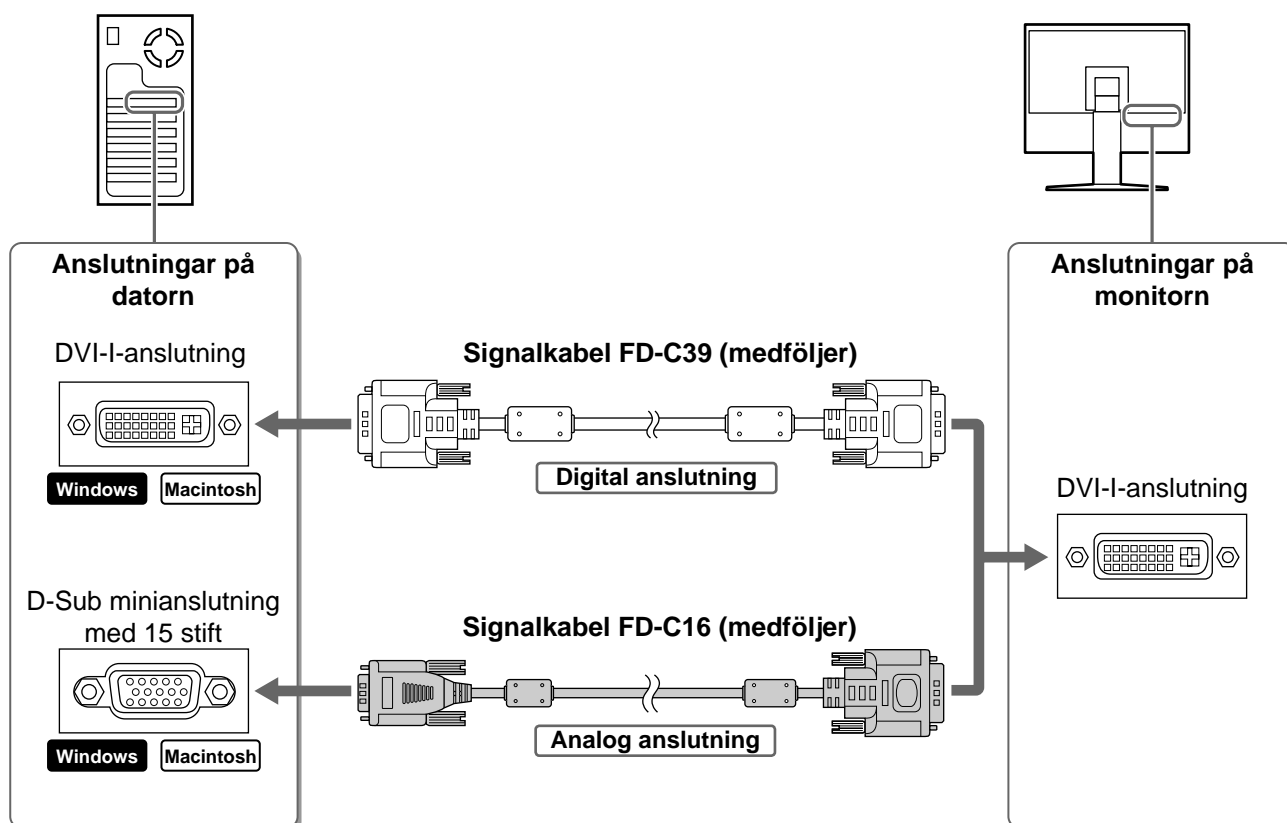 Anslutningar på
datorn
DVI-I-anslutning
Windows Macintosh
D-Sub minianslutning
med 15 stift
Windows Macintosh
Signalkabel FD-C39 (medföljer)
Digital anslutning
Signalkabel FD-C16 (medföljer)
Analog anslutning
Anslutningar på
monitorn
DVI-I-anslutning